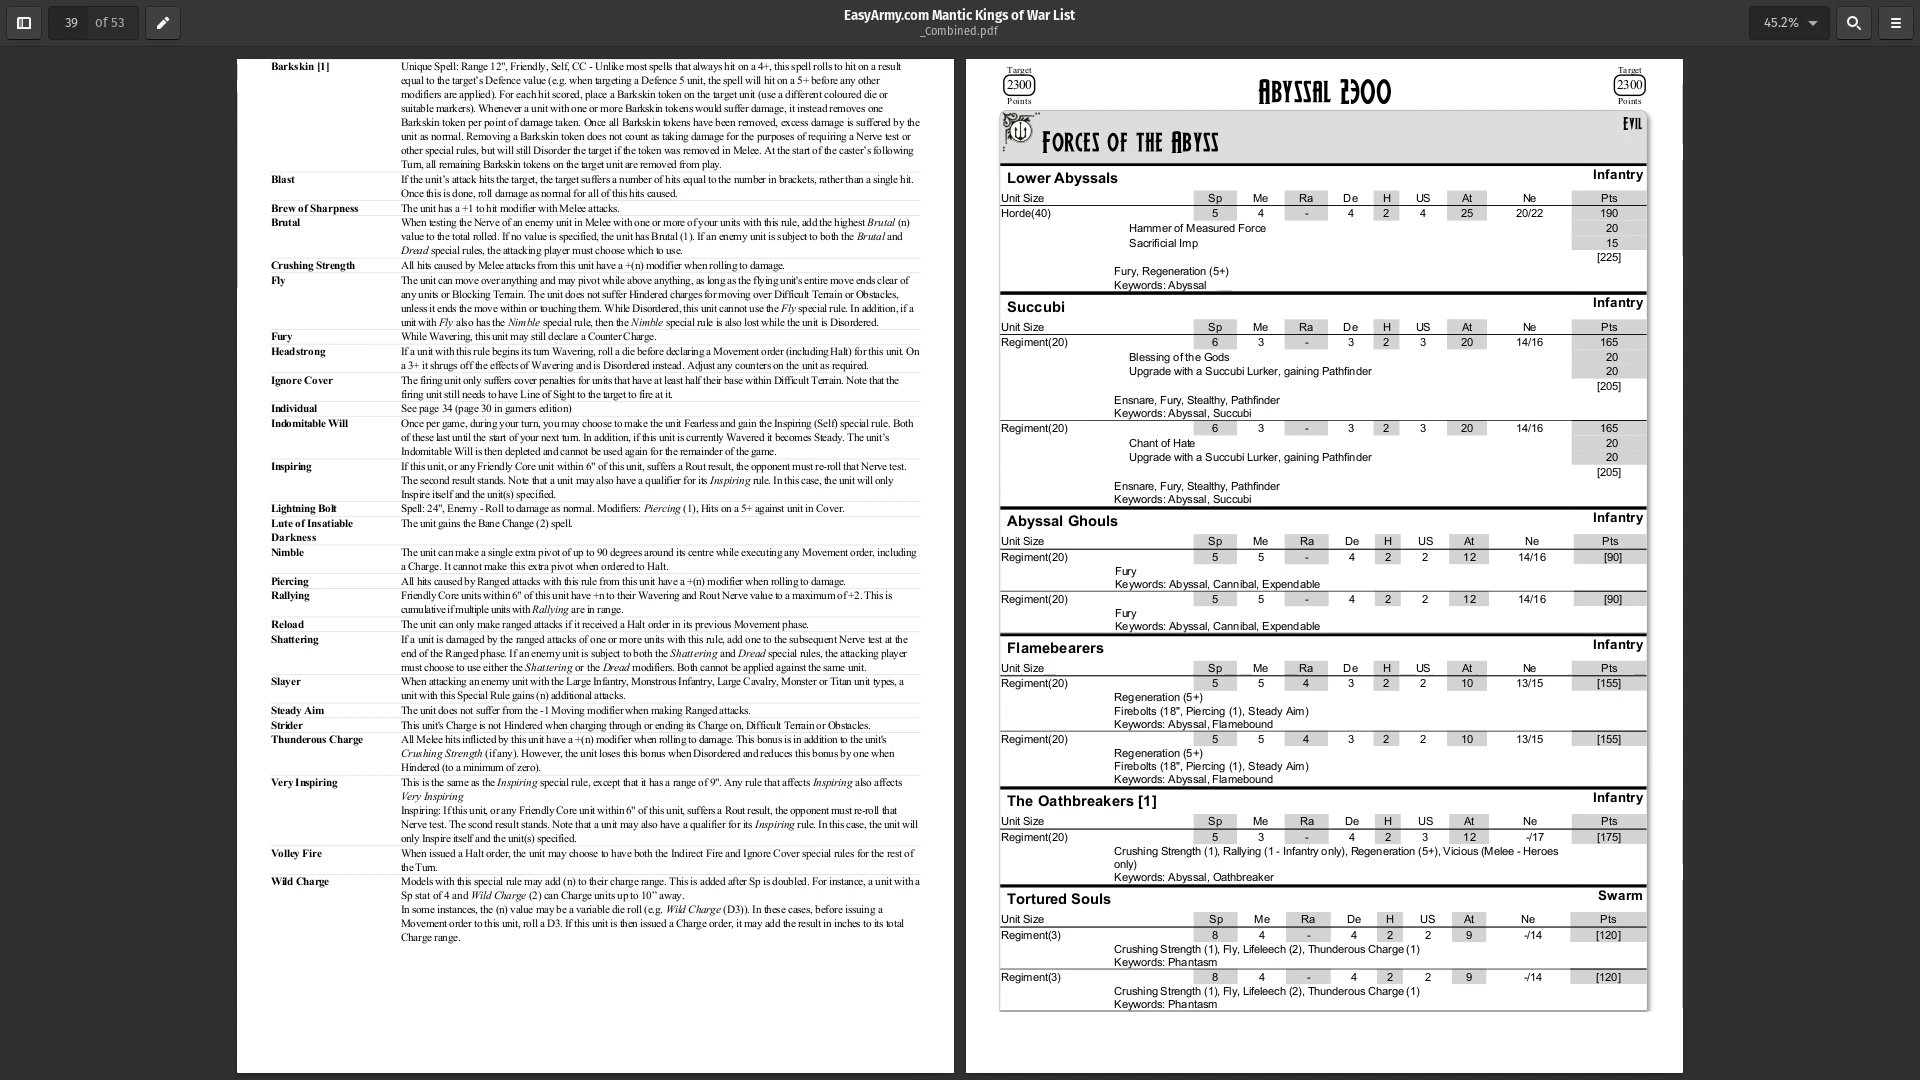 39 of 53
EasyArmy.com Mantic Kings of War List
_Combined.pdf
45.2%
Barkskin [1] Unique Spell: Range 12", Friendly, Self, CC - Unlike most spells that always hit on a 4+, this spell rolls to hit on a result
equal to the target's Defence value (e.g. when targeting a Defence 5 unit, the spell will hit on a 5+ before any other
modifiers are applied). For each hit scored, place a Barkskin token on the target unit (use a different coloured die or
suitable markers). Whenever a unit with one or more Barkskin tokens would suffer damage, it instead removes one
Barkskin token per point of damage taken. Once all Barkskin tokens have been removed, excess damage is suffered by the
unit as normal. Removing a Barkskin token does not count as taking damage for the purposes of requiring a Nerve test or
other special rules, but will still Disorder the target if the token was removed in Melee. At the start of the caster's following
Turn, all remaining Barkskin tokens on the target unit are removed from play.
Blast If the unit's attack hits the target, the target suffers a number of hits equal to the number in brackets, rather than a single hit.
Once this is done, roll damage as normal for all of this hits caused.
Brew of Sharpness The unit has a +1 to hit modifier with Melee attacks.
Brutal When testing the Nerve of an enemy unit in Melee with one or more of your units with this rule, add the highest Brutal (n)
value to the total rolled. If no value is specified, the unit has Brutal (1). If an enemy unit is subject to both the Brutal and
Dread special rules, the attacking player must choose which to use.
Crushing Strength All hits caused by Melee attacks from this unit have a +(n) modifier when rolling to damage.
Fly The unit can move over anything and may pivot while above anything, as long as the flying unit's entire move ends clear of
any units or Blocking Terrain. The unit does not suffer Hindered charges for moving over Difficult Terrain or Obstacles,
unless it ends the move within or touching them. While Disordered, this unit cannot use the Fly special rule. In addition, if a
unit with Fly also has the Nimble special rule, then the Nimble special rule is also lost while the unit is Disordered.
Fury While Wavering, this unit may still declare a Counter Charge.
Headstrong If a unit with this rule begins its turn Wavering, roll a die before declaring a Movement order (including Halt) for this unit. On
a 3+ it shrugs off the effects of Wavering and is Disordered instead. Adjust any counters on the unit as required.
Ignore Cover The firing unit only suffers cover penalties for units that have at least half their base within Difficult Terrain. Note that the
firing unit still needs to have Line of Sight to the target to fire at it.
Individual See page 34 (page 30 in gamers edition)
Indomitable Will Once per game, during your turn, you may choose to make the unit Fearless and gain the Inspiring (Self) special rule. Both
of these last until the start of your next turn. In addition, if this unit is currently Wavered it becomes Steady. The unit's
Indomitable Will is then depleted and cannot be used again for the remainder of the game.
Inspiring If this unit, or any Friendly Core unit within 6" of this unit, suffers a Rout result, the opponent must re-roll that Nerve test.
The second result stands. Note that a unit may also have a qualifier for its Inspiring rule. In this case, the unit will only
Inspire itself and the unit(s) specified.
Lightning Bolt Spell: 24", Enemy - Roll to damage as normal. Modifiers: Piercing (1), Hits on a 5+ against unit in Cover.
Lute of Insatiable The unit gains the Bane Change (2) spell.
Darkness
Nimble The unit can make a single extra pivot of up to 90 degrees around its centre while executing any Movement order, including
a Charge. It cannot make this extra pivot when ordered to Halt.
Piercing All hits caused by Ranged attacks with this rule from this unit have a +(n) modifier when rolling to damage.
Rallying Friendly Core units within 6" of this unit have +n to their Wavering and Rout Nerve value to a maximum of +2. This is
cumulative if multiple units with Rallying are in range.
Reload The unit can only make ranged attacks if it received a Halt order in its previous Movement phase.
Shattering If a unit is damaged by the ranged attacks of one or more units with this rule, add one to the subsequent Nerve test at the
end of the Ranged phase. If an enemy unit is subject to both the Shattering and Dread special rules, the attacking player
must choose to use either the Shattering or the Dread modifiers. Both cannot be applied against the same unit.
Slayer When attacking an enemy unit with the Large Infantry, Monstrous Infantry, Large Cavalry, Monster or Titan unit types, a
unit with this Special Rule gains (n) additional attacks.
Steady Aim The unit does not suffer from the -1 Moving modifier when making Ranged attacks.
Strider This unit's Charge is not Hindered when charging through or ending its Charge on, Difficult Terrain or Obstacles.
Thunderous Charge All Melee hits inflicted by this unit have a +(n) modifier when rolling to damage. This bonus is in addition to the unit's
Crushing Strength (if any). However, the unit loses this bonus when Disordered and reduces this bonus by one when
Hindered (to a minimum of zero).
Very Inspiring This is the same as the Inspiring special rule, except that it has a range of 9". Any rule that affects Inspiring also affects
Very Inspiring
Inspiring: If this unit, or any Friendly Core unit within 6" of this unit, suffers a Rout result, the opponent must re-roll that
Nerve test. The scond result stands. Note that a unit may also have a qualifier for its Inspiring rule. In this case, the unit will
only Inspire itself and the unit(s) specified.
Volley Fire When issued a Halt order, the unit may choose to have both the Indirect Fire and Ignore Cover special rules for the rest of
the Turn.
Wild Charge Models with this special rule may add (n) to their charge range. This is added after Sp is doubled. For instance, a unit with a
Sp stat of 4 and Wild Charge (2) can Charge units up to 10" away.
In some instances, the (n) value may be a variable die roll (e.g. Wild Charge (D3)). In these cases, before issuing a
Movement order to this unit, roll a D3. If this unit is then issued a Charge order, it may add the result in inches to its total
Charge range.
Target
2300
Points
Abyssal 2300
Target
2300
Points
Forces of the Abyss
Evil
Lower Abyssals Infantry
Unit Size Sp Me Ra De H US At Ne Pts
Horde(40) 5 4 - 4 2 4 25 20/22 190
Hammer of Measured Force 20
Sacrificial Imp 15
[225]
Fury, Regeneration (5+)
Keywords: Abyssal
Succubi Infantry
Unit Size Sp Me Ra De H US At Ne Pts
Regiment(20) 6 3 - 3 2 3 20 14/16 165
Blessing of the Gods 20
Upgrade with a Succubi Lurker, gaining Pathfinder 20
[205]
Ensnare, Fury, Stealthy, Pathfinder
Keywords: Abyssal, Succubi
Regiment(20) 6 3 - 3 2 3 20 14/16 165
Chant of Hate 20
Upgrade with a Succubi Lurker, gaining Pathfinder 20
[205]
Ensnare, Fury, Stealthy, Pathfinder
Keywords: Abyssal, Succubi
Abyssal Ghouls Infantry
Unit Size Sp Me Ra De H US At Ne Pts
Regiment(20) 5 5 - 4 2 2 12 14/16 [90]
Fury
Keywords: Abyssal, Cannibal, Expendable
Regiment(20) 5 5 - 4 2 2 12 14/16 [90]
Fury
Keywords: Abyssal, Cannibal, Expendable
Flamebearers Infantry
Unit Size Sp Me Ra De H US At Ne Pts
Regiment(20) 5 5 4 3 2 2 10 13/15 [155]
Regeneration (5+)
Firebolts (18", Piercing (1), Steady Aim)
Keywords: Abyssal, Flamebound
Regiment(20) 5 5 4 3 2 2 10 13/15 [155]
Regeneration (5+)
Firebolts (18", Piercing (1), Steady Aim)
Keywords: Abyssal, Flamebound
The Oathbreakers [1] Infantry
Unit Size Sp Me Ra De H US At Ne Pts
Regiment(20) 5 3 - 4 2 3 12 -/17 [175]
Crushing Strength (1), Rallying (1 - Infantry only), Regeneration (5+), Vicious (Melee - Heroes
only)
Keywords: Abyssal, Oathbreaker
Tortured Souls Swarm
Unit Size Sp Me Ra De H US At Ne Pts
Regiment(3) 8 4 - 4 2 2 9 -/14 [120]
Crushing Strength (1), Fly, Lifeleech (2), Thunderous Charge (1)
Keywords: Phantasm
Regiment(3) 8 4 - 4 2 2 9 -/14 [120]
Crushing Strength (1), Fly, Lifeleech (2), Thunderous Charge (1)
Keywords: Phantasm